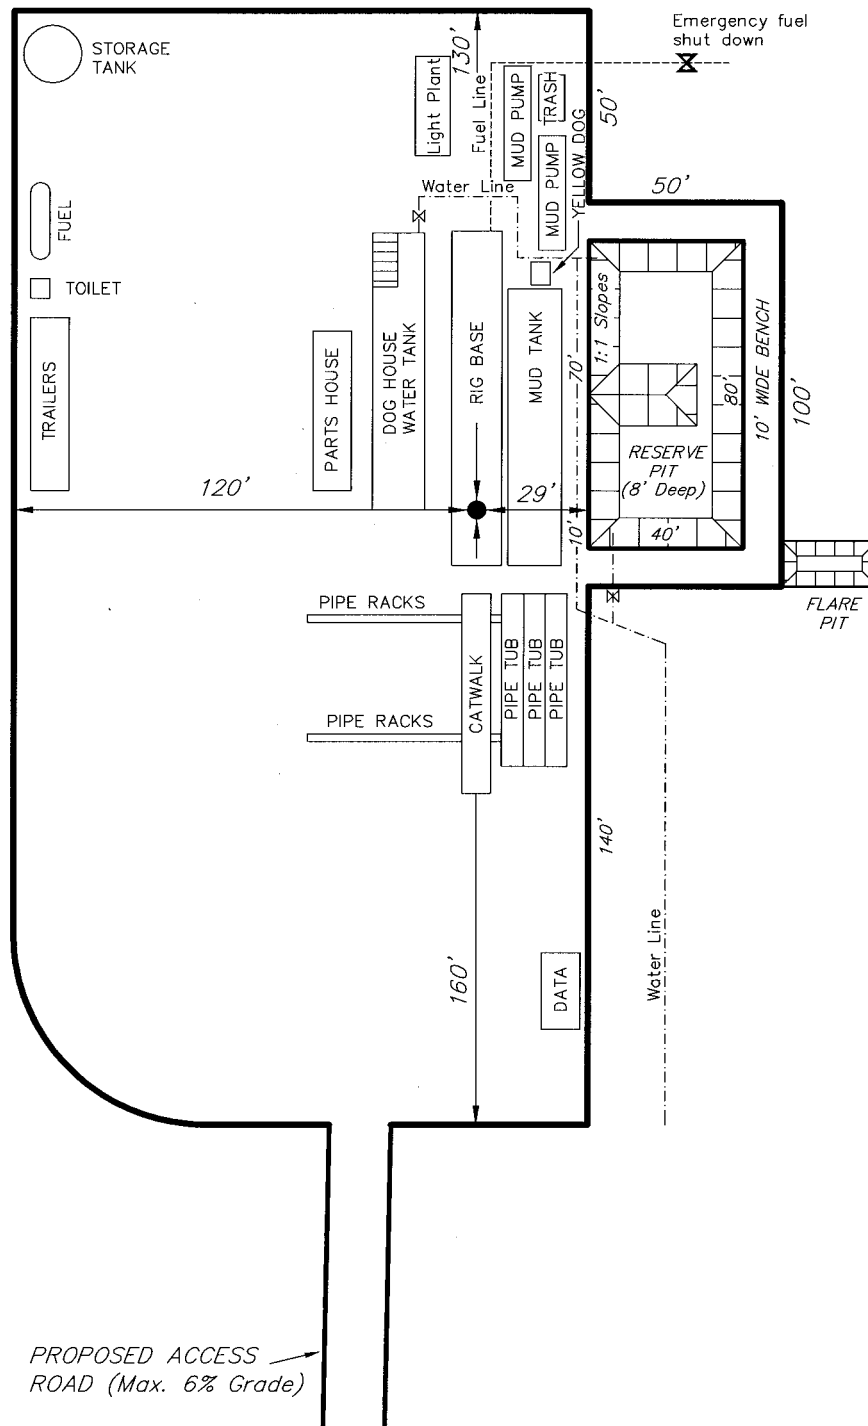 Emergency fuel
shut down
STORAGE
TANK
130'
Light Plant
Fuel Line
MUD PUMP
TRASH
50'
MUD PUMP
YELLOW DOG
Water Line
50'
FUEL
TOILET
TRAILERS
PARTS HOUSE
DOG HOUSE
WATER TANK
RIG BASE
MUD TANK
70'
1:1 Slopes
80'
10' WIDE BENCH
100'
RESERVE
PIT
(8' Deep)
120'
29'
10'
40'
FLARE
PIT
PIPE RACKS
CATWALK
PIPE TUB
PIPE TUB
PIPE TUB
PIPE RACKS
140'
160'
DATA
Water Line
PROPOSED ACCESS
ROAD (Max. 6% Grade)